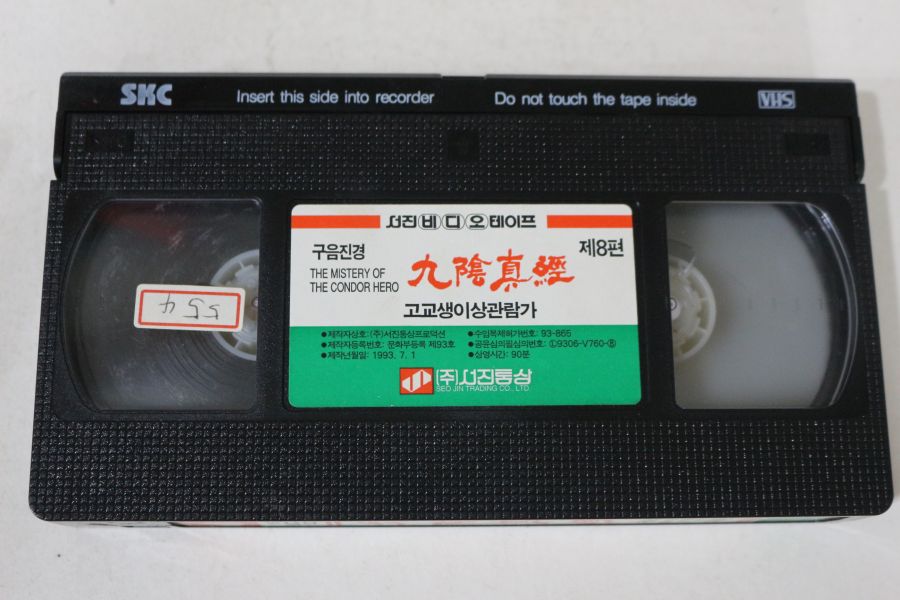 SKC Insert this side into recorder Do not touch the tape inside VHS
서진비디오테이프
구음진경 九陰真經 제8편
THE MISTERY OF
THE CONDOR HERO
고교생이상관람가
●제작자상호: (주)서진통상프로덕션 ●수입복제허가번호: 93-865
●제작자등록번호: 문화부등록 제93호 ●공윤심의필심의번호: Ⓛ9306-V760-Ⓑ
●제작년월일: 1993. 7. 1 ●상영시간: 90분
(주)서진통상
SEO JIN TRADING CO., LTD.
554